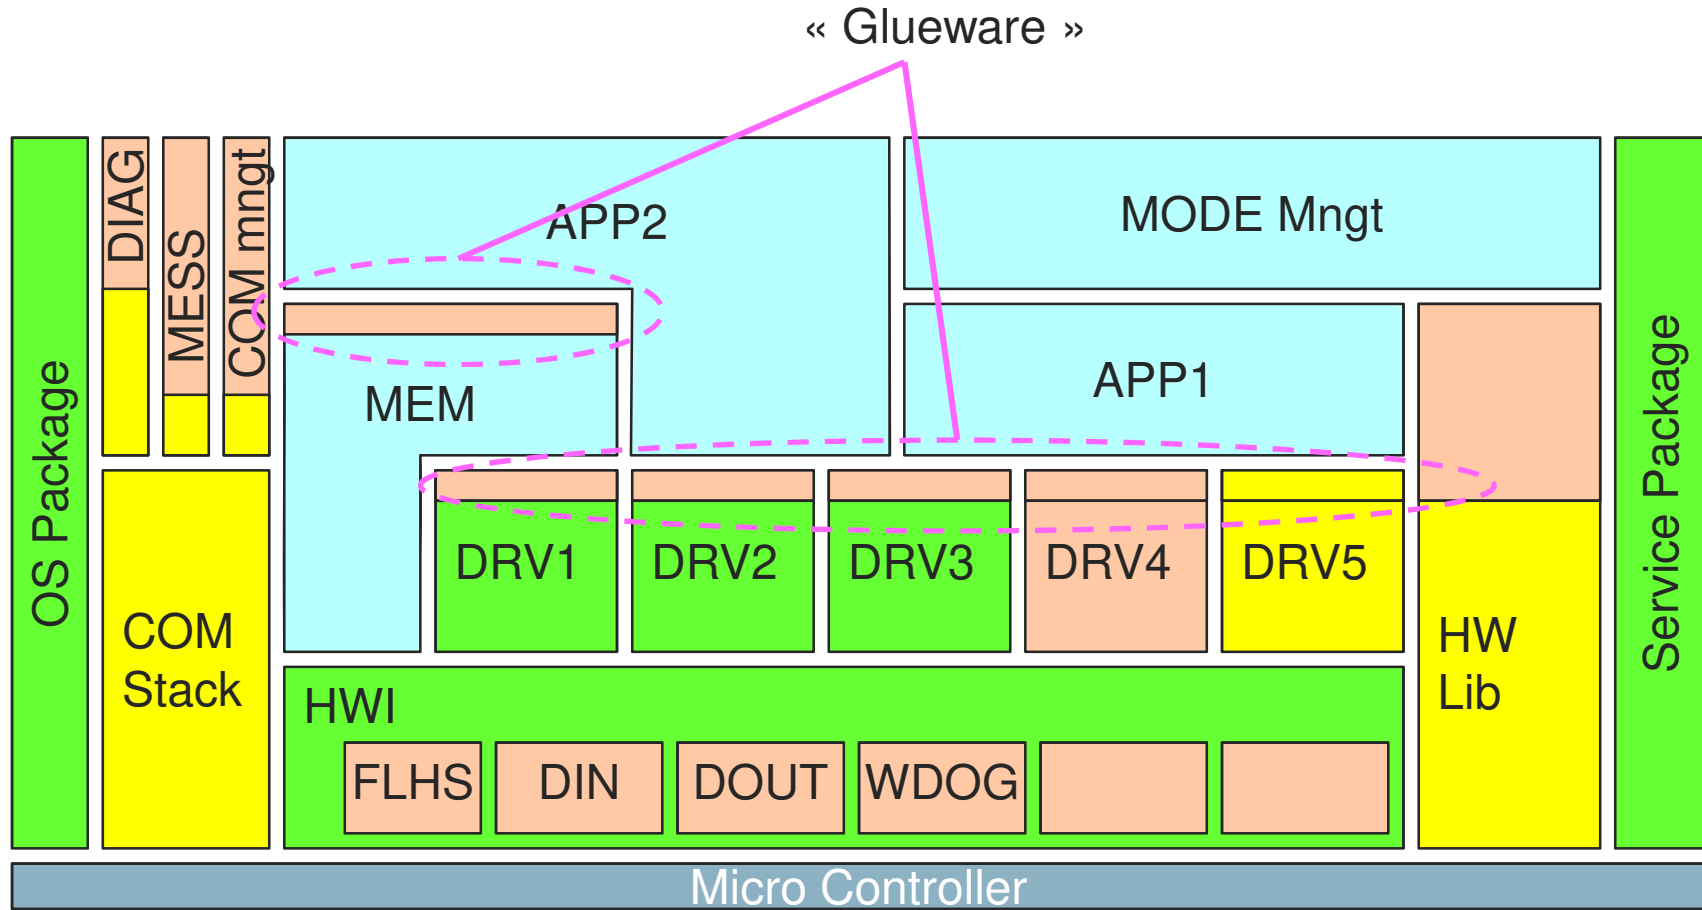 « Glueware »
OS Package
DIAG
MESS
COM mngt
APP2
MODE Mngt
MEM
APP1
Service Package
DRV1
DRV2
DRV3
DRV4
DRV5
COM
Stack
HW
Lib
HWI
FLHS
DIN
DOUT
WDOG
Micro Controller